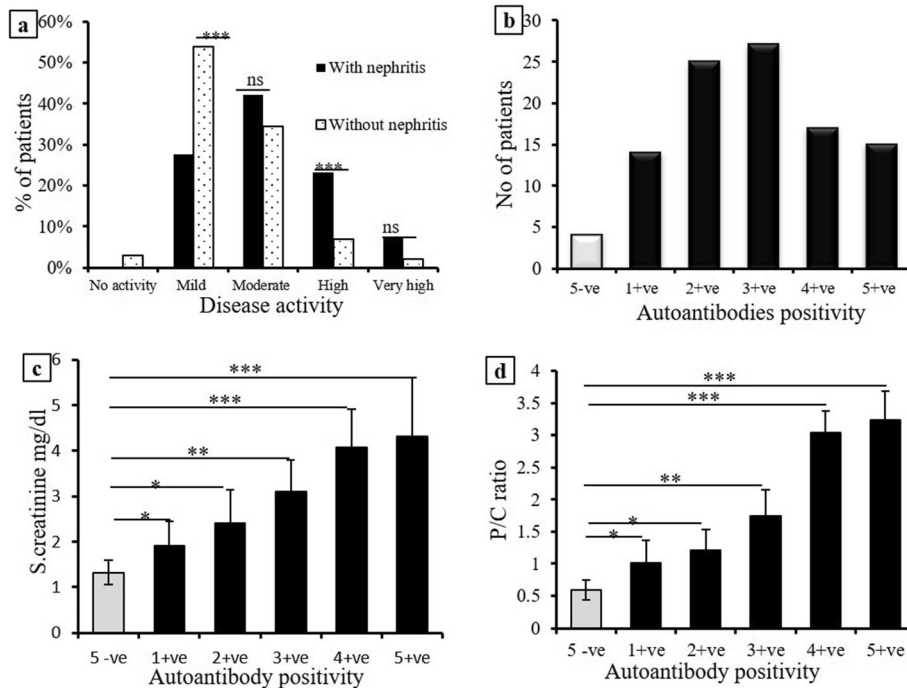 a
60%
50%
40%
30%
20%
10%
0%
% of patients
***
ns
***
ns
With nephritis
Without nephritis
No activity Mild Moderate High Very high
Disease activity
b
30
25
20
15
10
5
0
No of patients
5-ve 1+ve 2+ve 3+ve 4+ve 5+ve
Autoantibodies positivity
c
6
5
4
3
2
1
0
S.creatinine mg/dl
***
***
**
*
*
5 -ve 1+ve 2+ve 3+ve 4+ve 5+ve
Autoantibody positivity
d
4
3.5
3
2.5
2
1.5
1
0.5
0
P/C ratio
***
***
**
*
*
5 -ve 1+ve 2+ve 3+ve 4+ve 5+ve
Autoantibody positivity